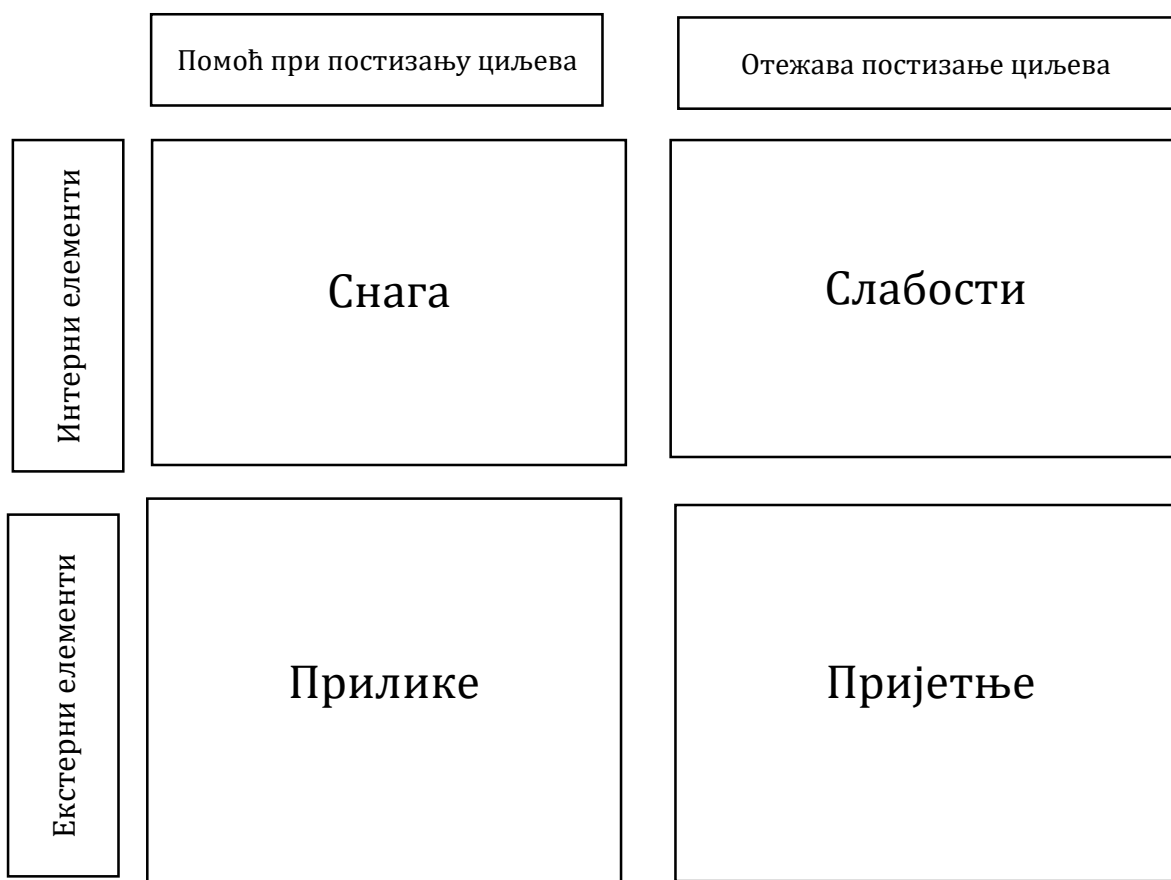 Помоћ при постизању циљева
Отежава постизање циљева
Интерни елементи
Снага
Слабости
Екстерни елементи
Прилике
Пријетње